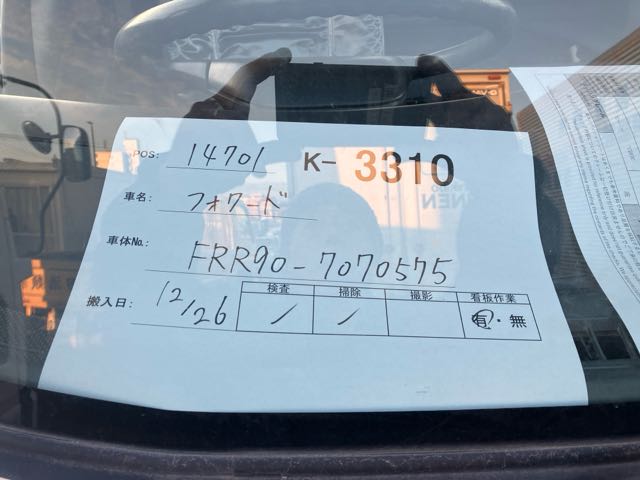 POS: 14701 K-3310
車名: フォワード
車体No.: FRR90-7070575
搬入日: 12/26
検査 掃除 撮影 看板作業
/ / 有・無